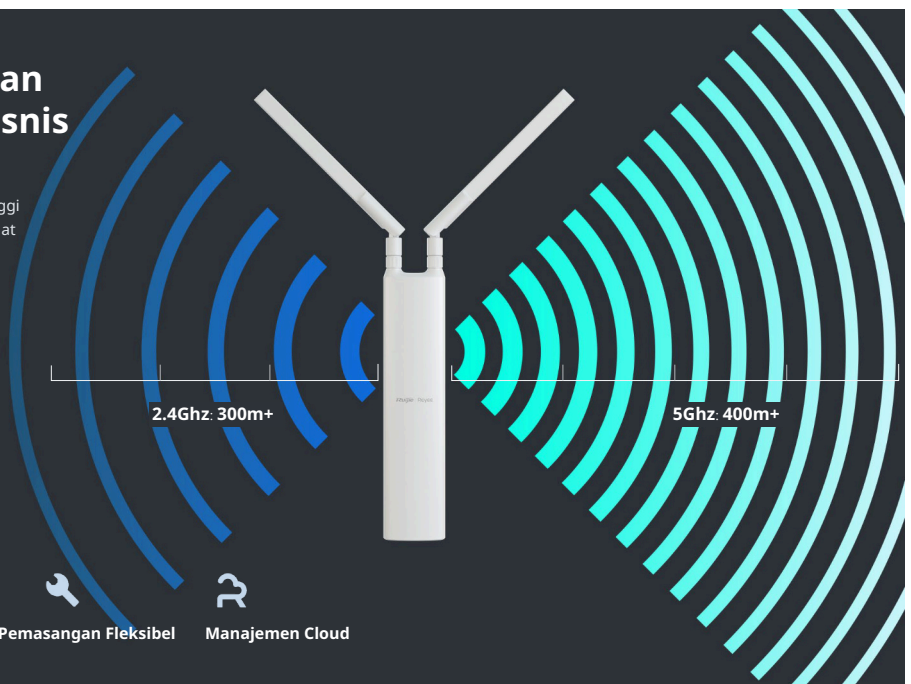 an
snis
ggi
at
2.4Ghz: 300m+
5Ghz: 400m+
Pemasangan Fleksibel
Manajemen Cloud